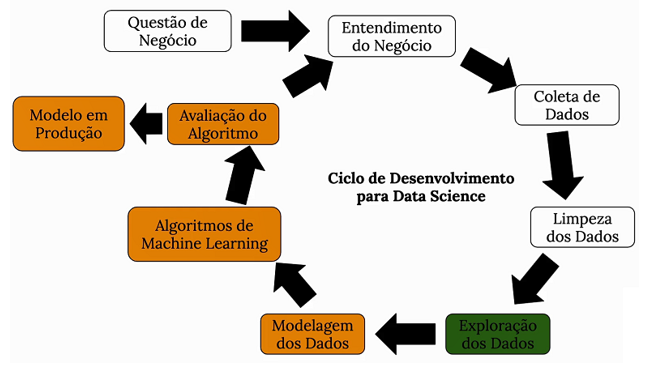 Questão de
Negócio
Entendimento
do Negócio
Coleta de
Dados
Limpeza
dos Dados
Exploração
dos Dados
Modelagem
dos Dados
Algoritmos de
Machine Learning
Avaliação do
Algoritmo
Modelo em
Produção
Ciclo de Desenvolvimento
para Data Science